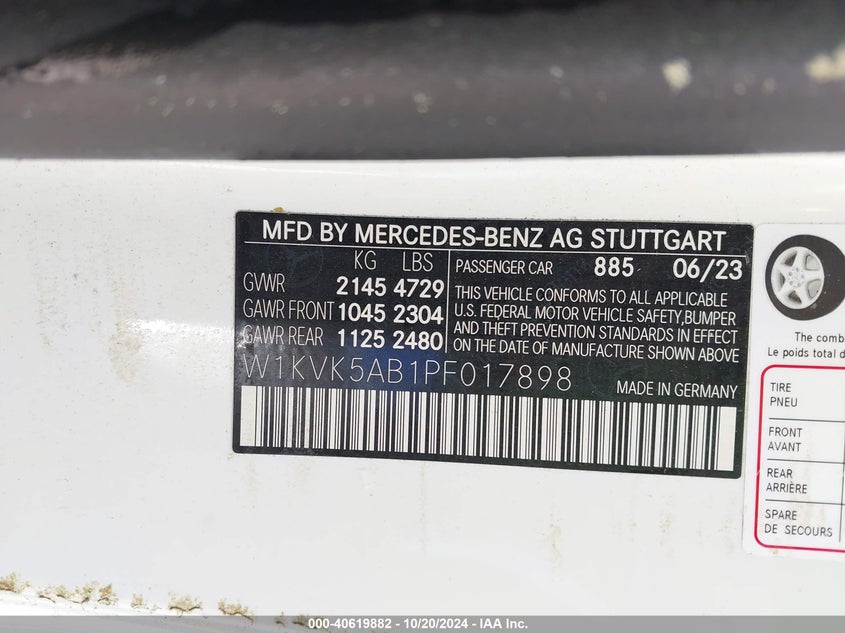 MFD BY MERCEDES-BENZ AG STUTTGART
KG LBS
GVWR 2145 4729
GAWR FRONT 1045 2304
GAWR REAR 1125 2480
PASSENGER CAR 885 06/23
THIS VEHICLE CONFORMS TO ALL APPLICABLE
U.S. FEDERAL MOTOR VEHICLE SAFETY,BUMPER
AND THEFT PREVENTION STANDARDS IN EFFECT
ON THE DATE OF MANUFACTURE SHOWN ABOVE
W1KVK5AB1PF017898
MADE IN GERMANY
The
Le poids total
TIRE
PNEU
FRONT
AVANT
REAR
ARRIÈRE
SPARE
DE SECOURS
000-40619882 - 10/20/2024 - IAA Inc.